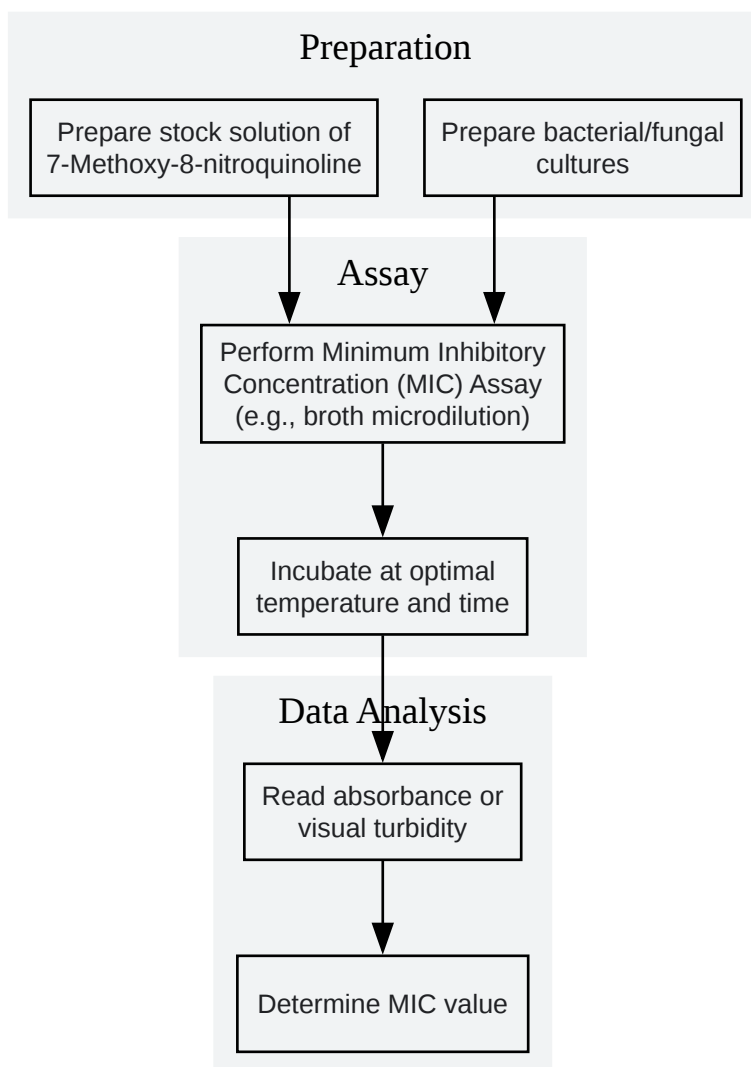 Preparation
Prepare stock solution of
7-Methoxy-8-nitroquinoline
Prepare bacterial/fungal
cultures
Assay
Perform Minimum Inhibitory
Concentration (MIC) Assay
(e.g., broth microdilution)
Incubate at optimal
temperature and time
Data Analysis
Read absorbance or
visual turbidity
Determine MIC value